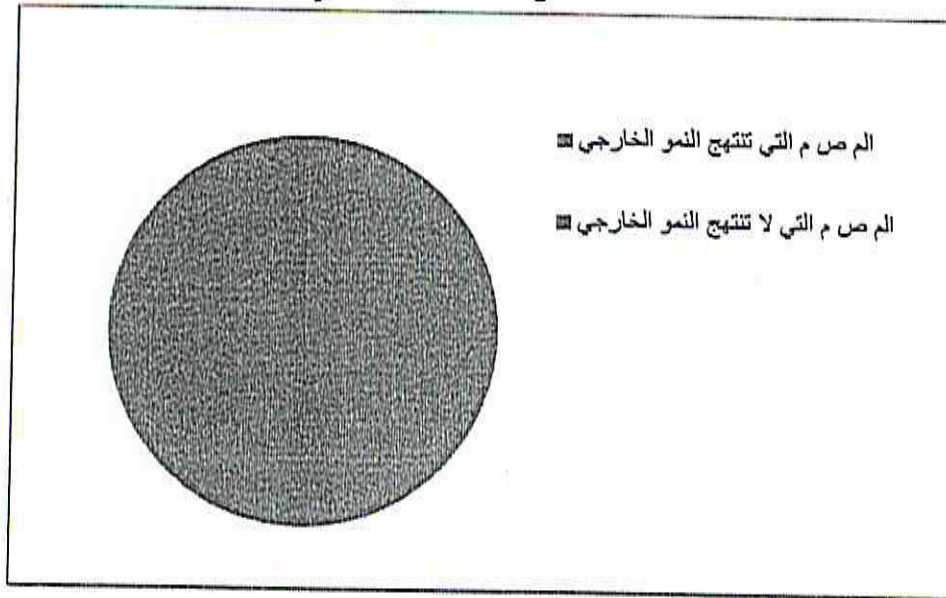 الم ص م التي تنتهج النمو الخارجي
الم ص م التي لا تنتهج النمو الخارجي